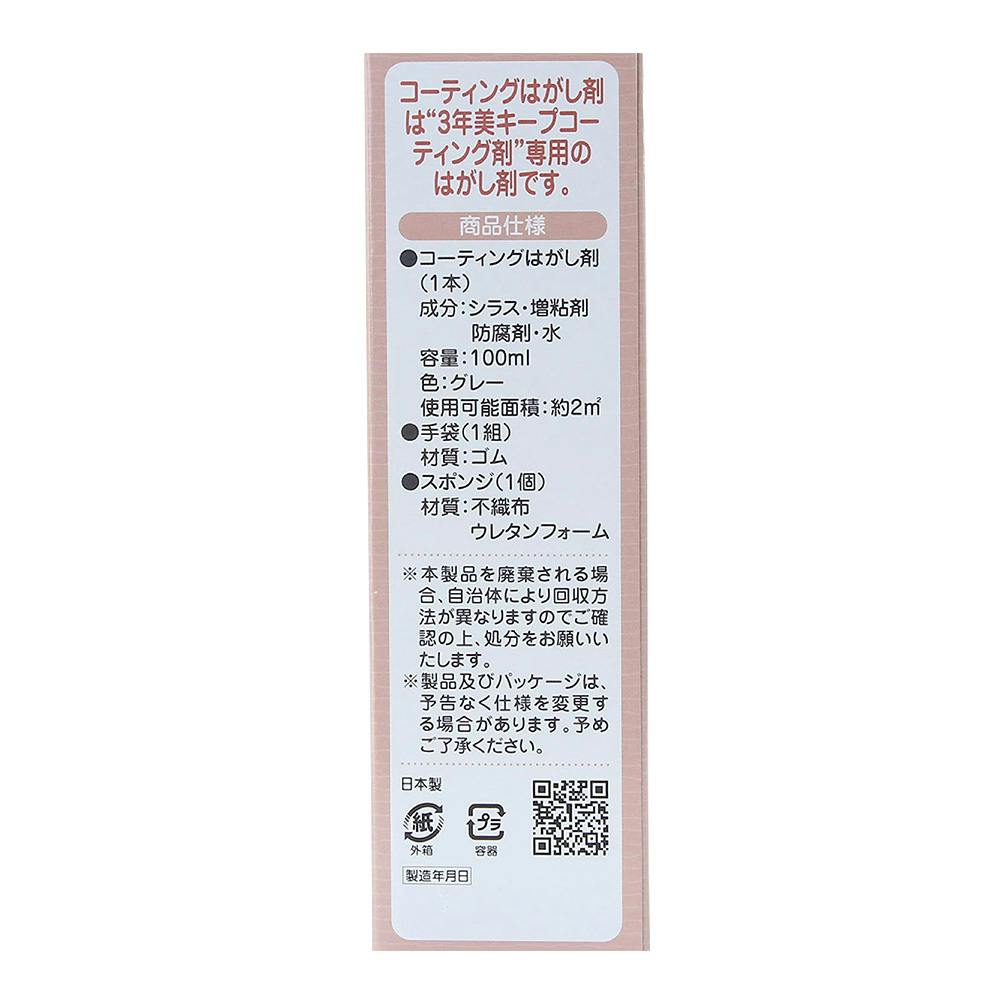 コーティングはがし剤
は“3年美キープコー
ティング剤”専用の
はがし剤です。
商品仕様
●コーティングはがし剤
（1本）
成分：シラス・増粘剤
防腐剤・水
容量：100ml
色：グレー
使用可能面積：約2㎡
●手袋（1組）
材質：ゴム
●スポンジ（1個）
材質：不織布
ウレタンフォーム
※本製品を廃棄される場
合、自治体により回収方
法が異なりますのでご確
認の上、処分をお願いい
たします。
※製品及びパッケージは、
予告なく仕様を変更す
る場合があります。予め
ご了承ください。
日本製
紙
外箱
プラ
容器
製造年月日